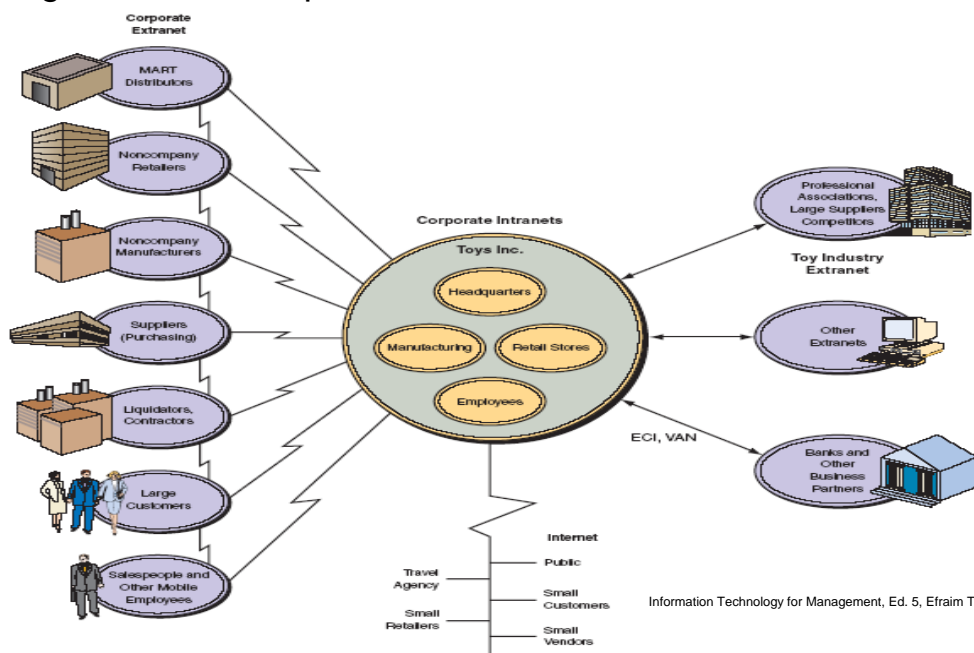 Corporate
Extranet
MART
Distributors
Noncompany
Retailers
Noncompany
Manufacturers
Suppliers
(Purchasing)
Liquidators,
Contractors
Large
Customers
Salespeople and
Other Mobile
Employees
Corporate Intranets
Toys Inc.
Headquarters
Manufacturing
Retail Stores
Employees
Professional
Associations,
Large Suppliers
Competitors
Toy Industry
Extranet
Other
Extranets
ECI, VAN
Banks and
Other
Business
Partners
Internet
Public
Travel
Agency
Small
Customers
Small
Retailers
Small
Vendors
Information Technology for Management, Ed. 5, Efraim T